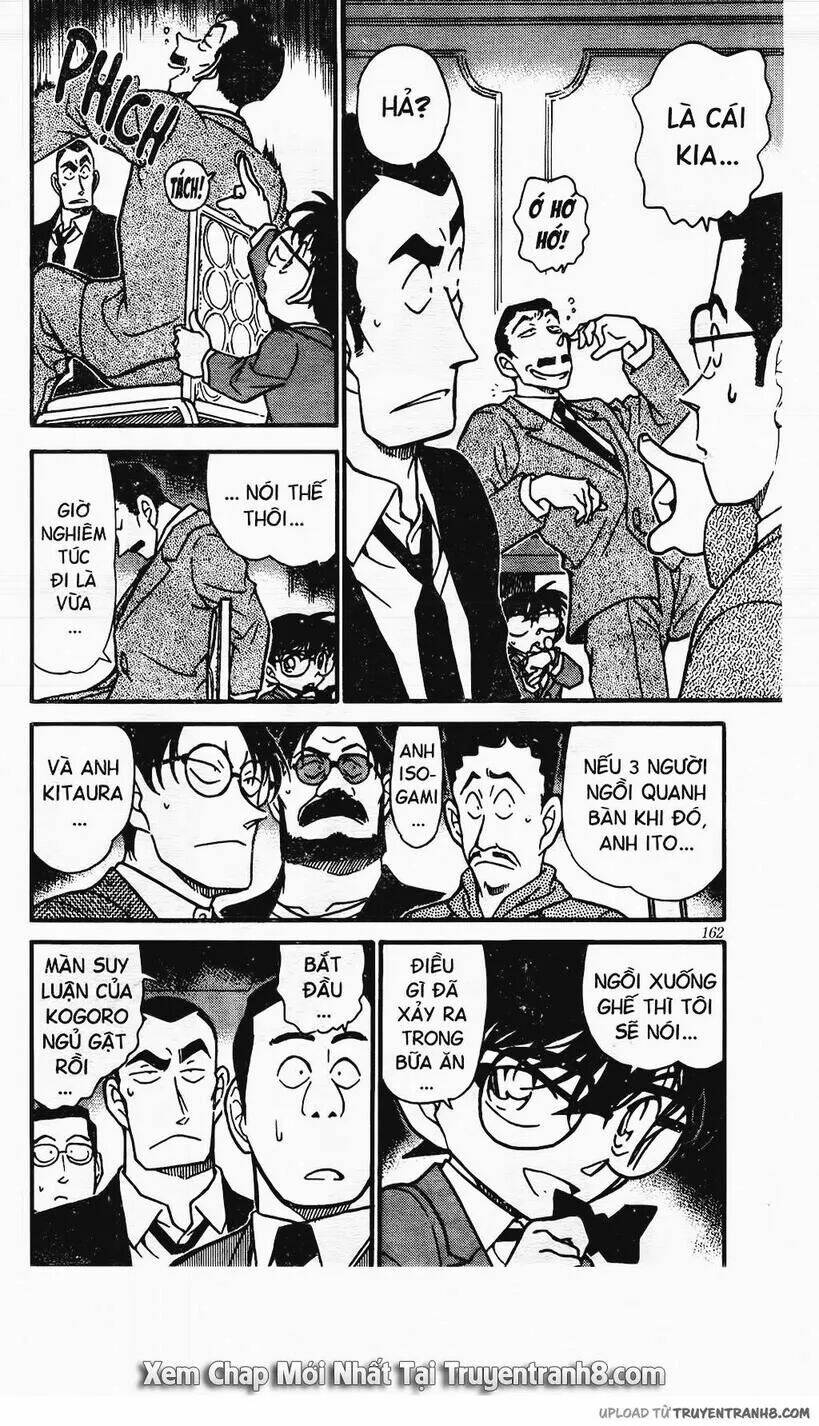 LÀ CÁI
KIA...
HẢ?
Ớ HỚ
HỚ!
PHỊCH
TÁCH!
... NÓI THẾ
THÔI...
GIỜ
NGHIÊM
TÚC
ĐI LÀ
VỪA
...
NẾU 3 NGƯỜI
NGỒI QUANH
BÀN KHI ĐÓ,
ANH ITO...
ANH
ISO-
GAMI
...
VÀ ANH
KITAURA
...
162
NGỒI XUỐNG
GHẾ THÌ TÔI
SẼ NÓI...
ĐIỀU
GÌ ĐÃ
XẢY RA
TRONG
BỮA ĂN
...
BẮT
ĐẦU
...
MÀN SUY
LUẬN CỦA
KOGORO
NGỦ GẬT
RỒI
...
Xem Chap Mới Nhất Tại Truyentranh8.com
UPLOAD TỪ TRUYENTRANH8.COM